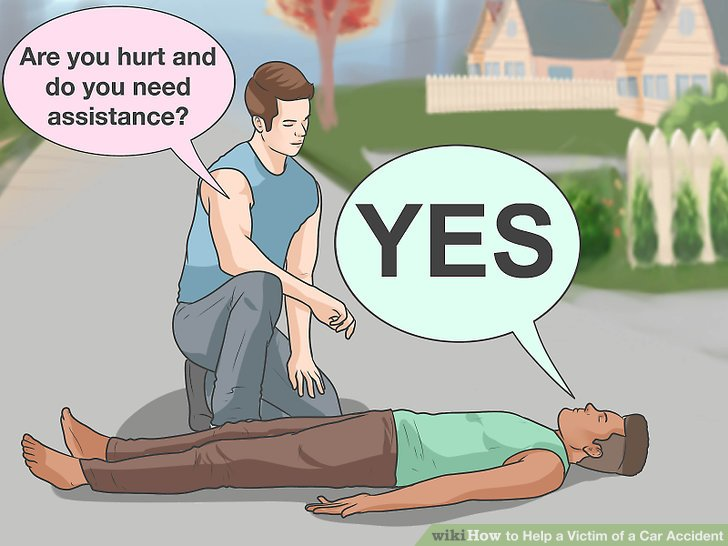 Are you hurt and
do you need
assistance?
YES
wikiHow to Help a Victim of a Car Accident